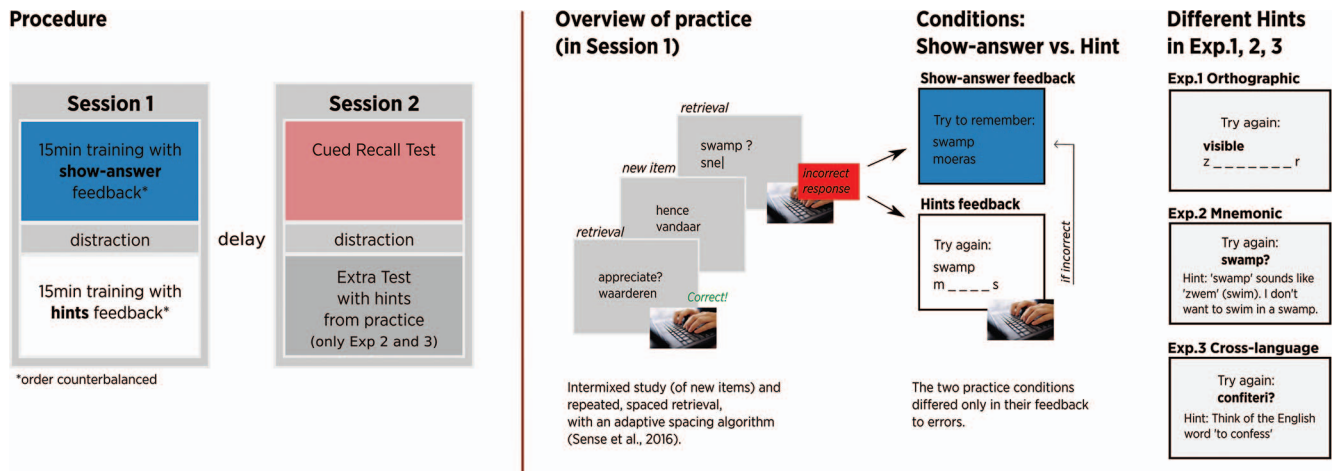 Procedure
Session 1
15min training with
show-answer
feedback*
distraction
15min training with
hints feedback*
*order counterbalanced
delay
Session 2
Cued Recall Test
distraction
Extra Test
with hints
from practice
(only Exp 2 and 3)
Overview of practice
(in Session 1)
retrieval
swamp ?
sne|
incorrect
response
new item
hence
vandaar
retrieval
appreciate?
waarderen
Correct!
Intermixed study (of new items) and
repeated, spaced retrieval,
with an adaptive spacing algorithm
(Sense et al., 2016).
Conditions:
Show-answer vs. Hint
Show-answer feedback
Try to remember:
swamp
moeras
Hints feedback
Try again:
swamp
m _ _ _ _ s
if incorrect
The two practice conditions
differed only in their feedback
to errors.
Different Hints
in Exp.1, 2, 3
Exp.1 Orthographic
Try again:
visible
z _ _ _ _ _ _ _ r
Exp.2 Mnemonic
Try again:
swamp?
Hint: 'swamp' sounds like
'zwem' (swim). I don't
want to swim in a swamp.
Exp.3 Cross-language
Try again:
confiteri?
Hint: Think of the English
word 'to confess'